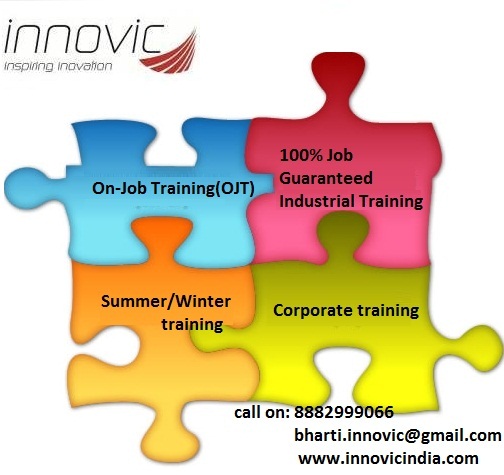 innovic
inspiring inovation
On-Job Training(OJT)
100% Job
Guaranteed
Industrial Training
Summer/Winter
training
Corporate training
call on: 8882999066
bharti.innovic@gmail.com
www.innovicindia.com